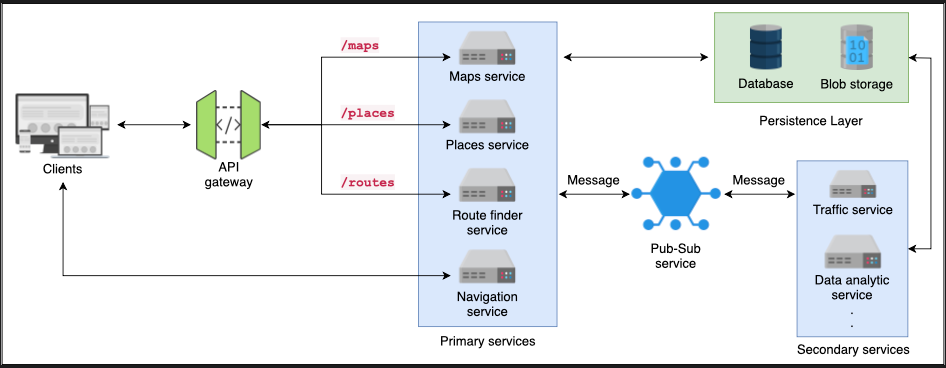 /maps
Maps service
Database
Blob storage
10
01
Persistence Layer
Clients
</>
API
gateway
/places
Places service
/routes
Route finder
service
Message
Message
Pub-Sub
service
Traffic service
Data analytic
service
.
.
Navigation
service
Primary services
Secondary services